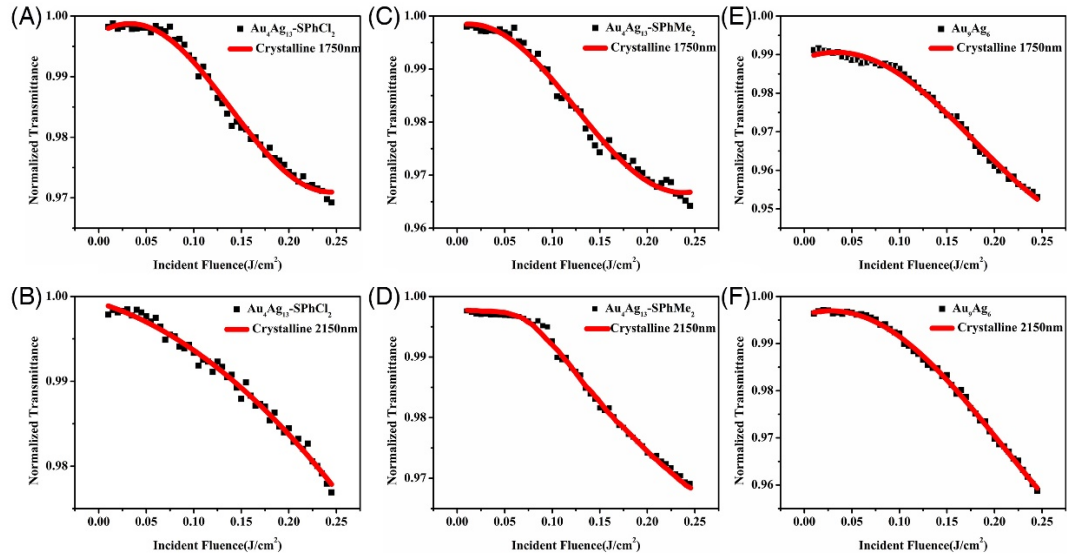 (A)
1.00
0.99
0.98
0.97
Normalized Transmittance
Au₄Ag₁₃-SPhCl₂
Crystalline 1750nm
0.00 0.05 0.10 0.15 0.20 0.25
Incident Fluence(J/cm²)
(C)
1.00
0.99
0.98
0.97
0.96
Normalized Transmittance
Au₄Ag₁₃-SPhMe₂
Crystalline 1750nm
0.00 0.05 0.10 0.15 0.20 0.25
Incident Fluence(J/cm²)
(E)
1.00
0.99
0.98
0.97
0.96
0.95
Normalized Transmittance
Au₉Ag₆
Crystalline 1750nm
0.00 0.05 0.10 0.15 0.20 0.25
Incident Fluence(J/cm²)
(B)
1.00
0.99
0.98
Normalized Transmittance
Au₄Ag₁₃-SPhCl₂
Crystalline 2150nm
0.00 0.05 0.10 0.15 0.20 0.25
Incident Fluence(J/cm²)
(D)
1.00
0.99
0.98
0.97
Normalized Transmittance
Au₄Ag₁₃-SPhMe₂
Crystalline 2150nm
0.00 0.05 0.10 0.15 0.20 0.25
Incident Fluence(J/cm²)
(F)
1.00
0.99
0.98
0.97
0.96
Normalized Transmittance
Au₉Ag₆
Crystalline 2150nm
0.00 0.05 0.10 0.15 0.20 0.25
Incident Fluence(J/cm²)